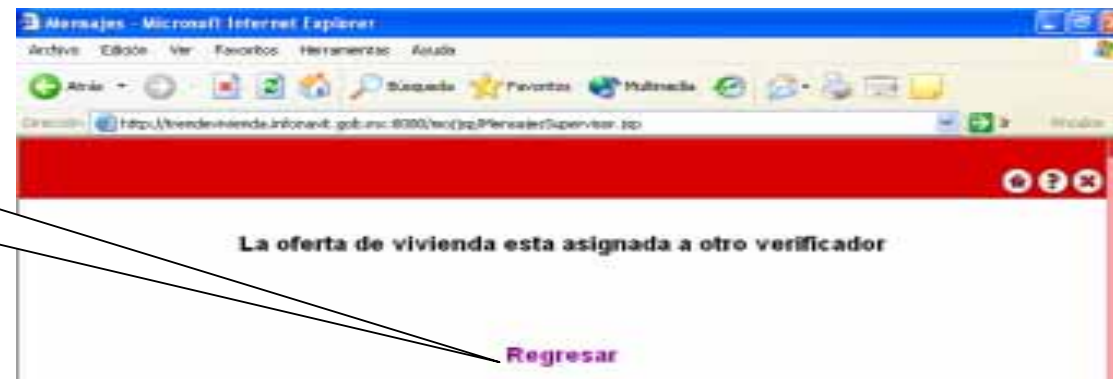 Mensajes - Microsoft Internet Explorer
Archivo Edición Ver Favoritos Herramientas Ayuda
Atrás Búsqueda Favoritos Multimedia
Dirección Ir Vínculos
La oferta de vivienda esta asignada a otro verificador
Regresar